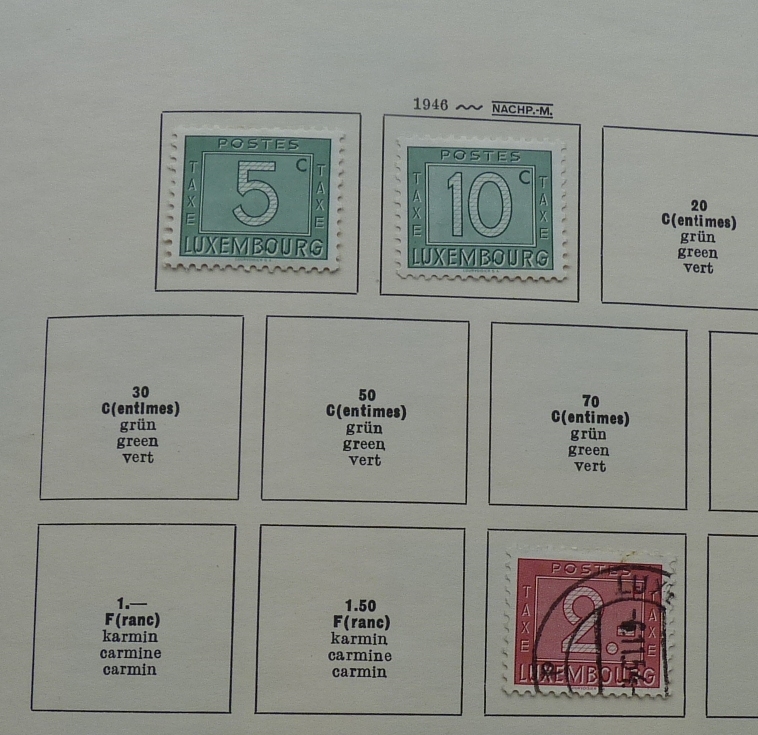 1946 NACHP.-M.
POSTES
5 C
TAXE
TAXE
LUXEMBOURG
POSTES
10 C
TAXE
TAXE
LUXEMBOURG
20
C(entimes)
grün
green
vert
30
C(entimes)
grün
green
vert
50
C(entimes)
grün
green
vert
70
C(entimes)
grün
green
vert
1.—
F(ranc)
karmin
carmine
carmin
1.50
F(ranc)
karmin
carmine
carmin
POSTES
2.-
TAXE
TAXE
LUXEMBOURG
LUX